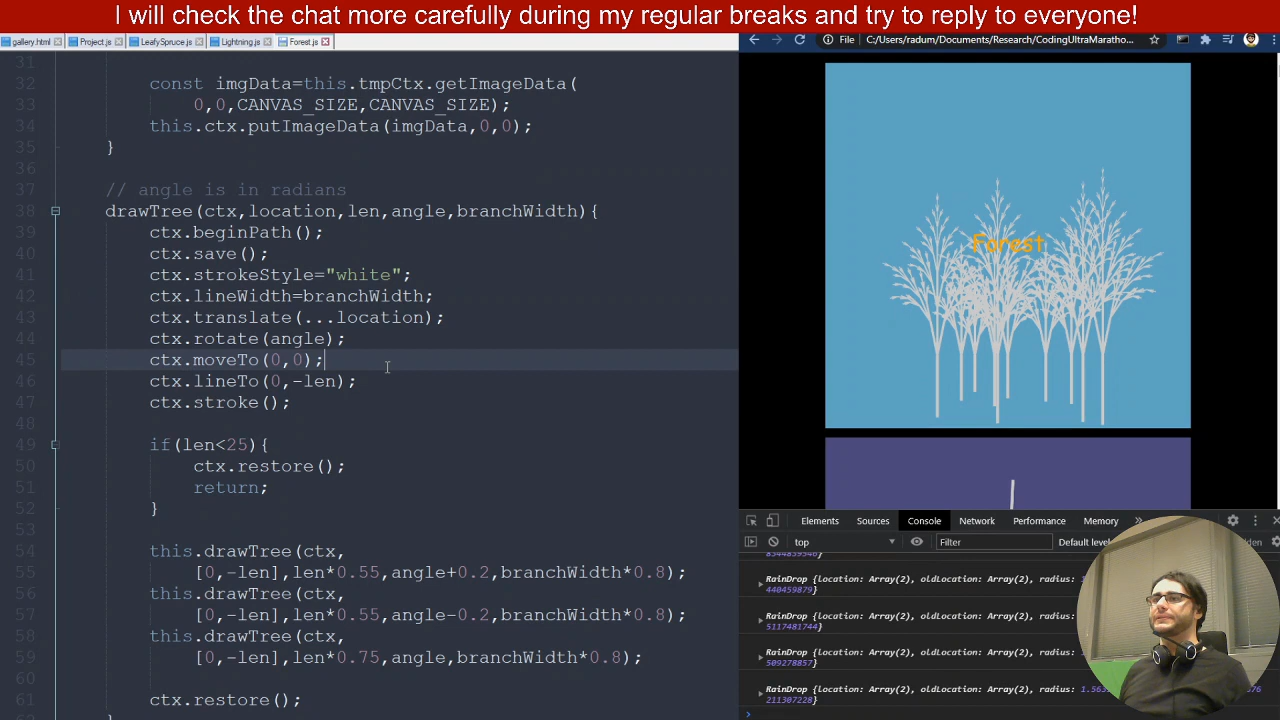 I will check the chat more carefully during my regular breaks and try to reply to everyone!
gallery.html
Project.js
LeafySpruce.js
Lightning.js
Forest.js
File
C:/Users/radum/Documents/Research/CodingUltraMaratho...
31
32 const imgData=this.tmpCtx.getImageData(
33 0,0,CANVAS_SIZE,CANVAS_SIZE);
34 this.ctx.putImageData(imgData,0,0);
35 }
36
37 // angle is in radians
38 drawTree(ctx,location,len,angle,branchWidth){
39 ctx.beginPath();
40 ctx.save();
41 ctx.strokeStyle="white";
42 ctx.lineWidth=branchWidth;
43 ctx.translate(...location);
44 ctx.rotate(angle);
45 ctx.moveTo(0,0);
46 ctx.lineTo(0,-len);
47 ctx.stroke();
48
49 if(len<25){
50 ctx.restore();
51 return;
52 }
53
54 this.drawTree(ctx,
55 [0,-len],len*0.55,angle+0.2,branchWidth*0.8);
56 this.drawTree(ctx,
57 [0,-len],len*0.55,angle-0.2,branchWidth*0.8);
58 this.drawTree(ctx,
59 [0,-len],len*0.75,angle,branchWidth*0.8);
60
61 ctx.restore();
Forest
Elements Sources Console Network Performance Memory »
top Filter Default leve
RainDrop {location: Array(2), oldLocation: Array(2), radius:
440459879}
RainDrop {location: Array(2), oldLocation: Array(2), radius:
5117481744}
RainDrop {location: Array(2), oldLocation: Array(2), radius:
509278857}
RainDrop {location: Array(2), oldLocation: Array(2), radius: 1.563
211307228}